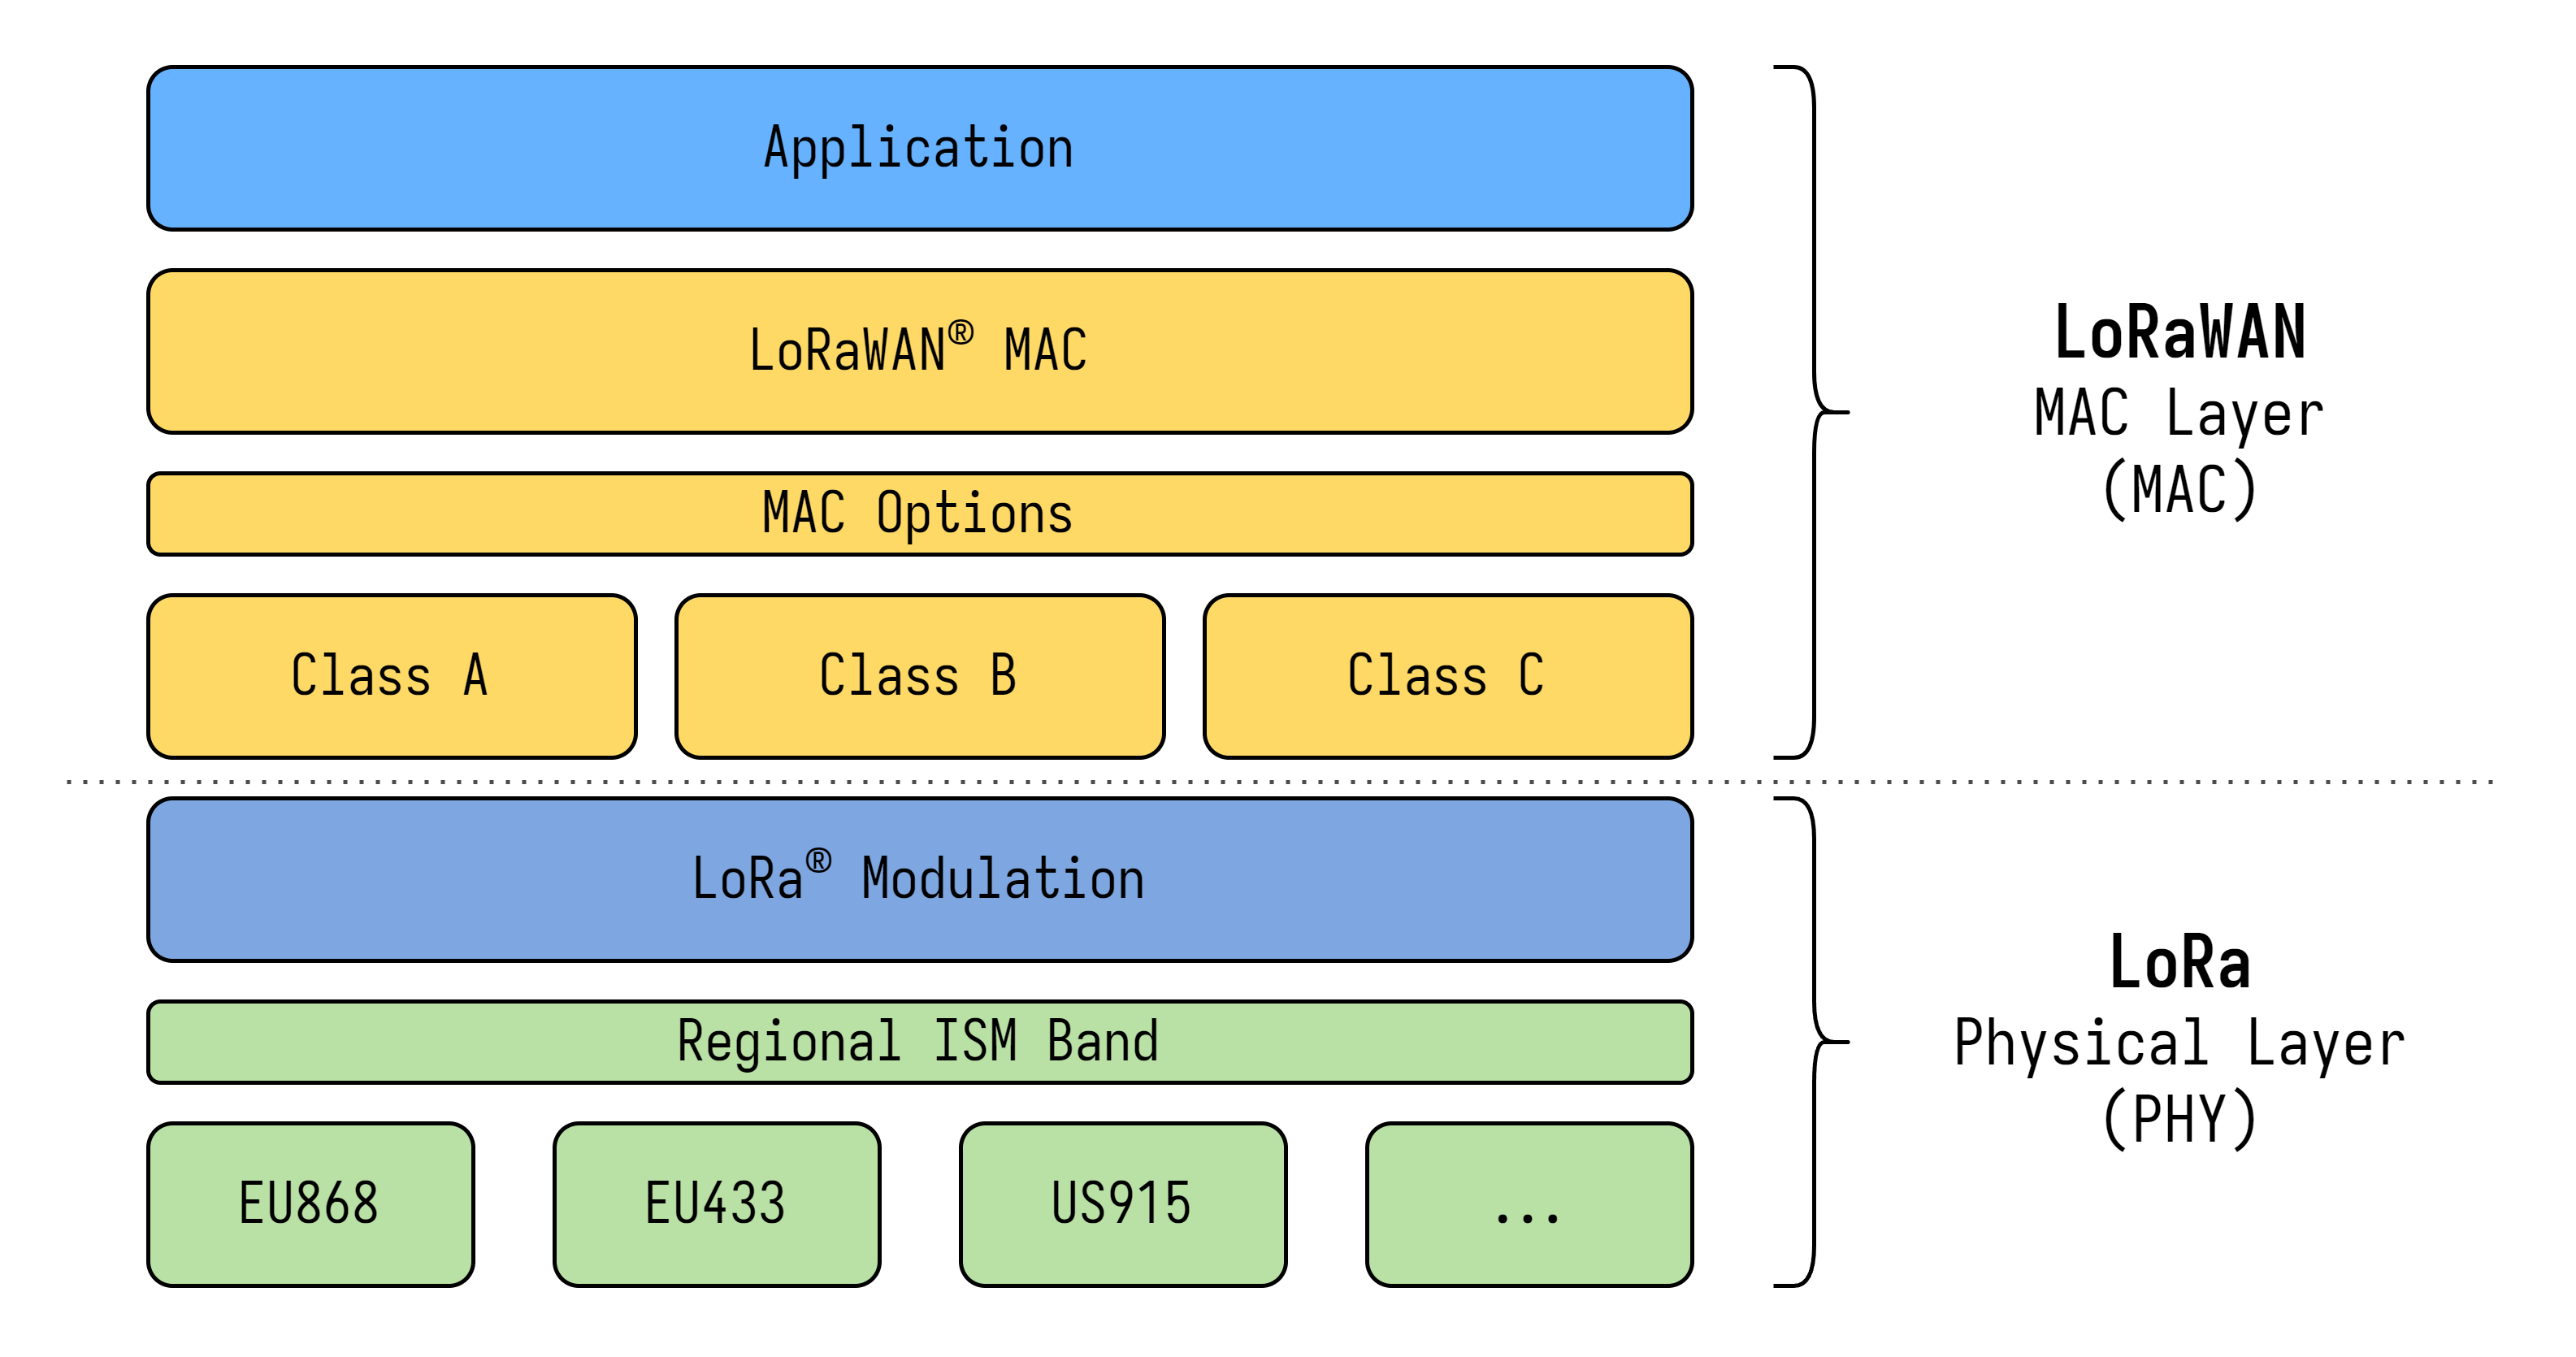 Application
LoRaWAN® MAC
MAC Options
Class A
Class B
Class C
LoRaWAN
MAC Layer
(MAC)
LoRa® Modulation
Regional ISM Band
EU868
EU433
US915
...
LoRa
Physical Layer
(PHY)